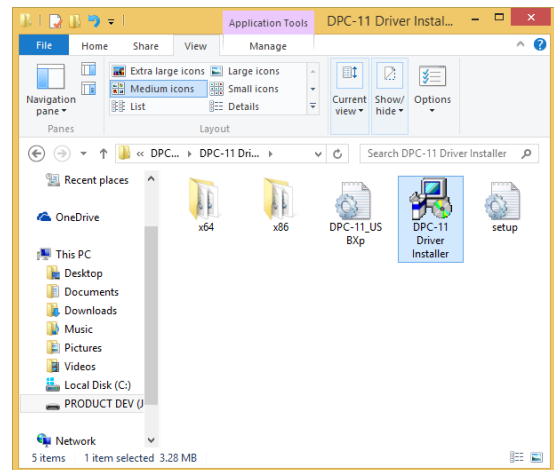 Application Tools
DPC-11 Driver Instal...
File Home Share View Manage
Navigation pane
Extra large icons Large icons
Medium icons Small icons
List Details
Current view Show/ hide Options
Panes Layout
« DPC... DPC-11 Dri...
Search DPC-11 Driver Installer
Recent places
OneDrive
This PC
Desktop
Documents
Downloads
Music
Pictures
Videos
Local Disk (C:)
PRODUCT DEV (J
Network
x64
x86
DPC-11_US
BXp
DPC-11
Driver
Installer
setup
5 items 1 item selected 3.28 MB